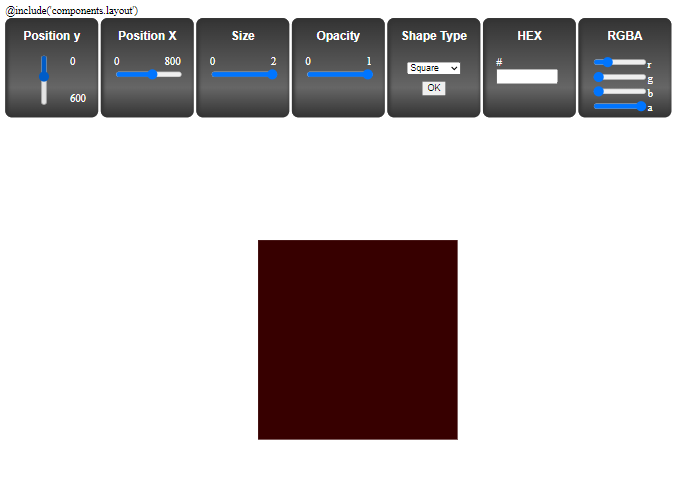 @include('components.layout')
Position y Position X Size Opacity Shape Type HEX RGBA
0 600
0 800
0 2
0 1
Square
OK
#
r
g
b
a